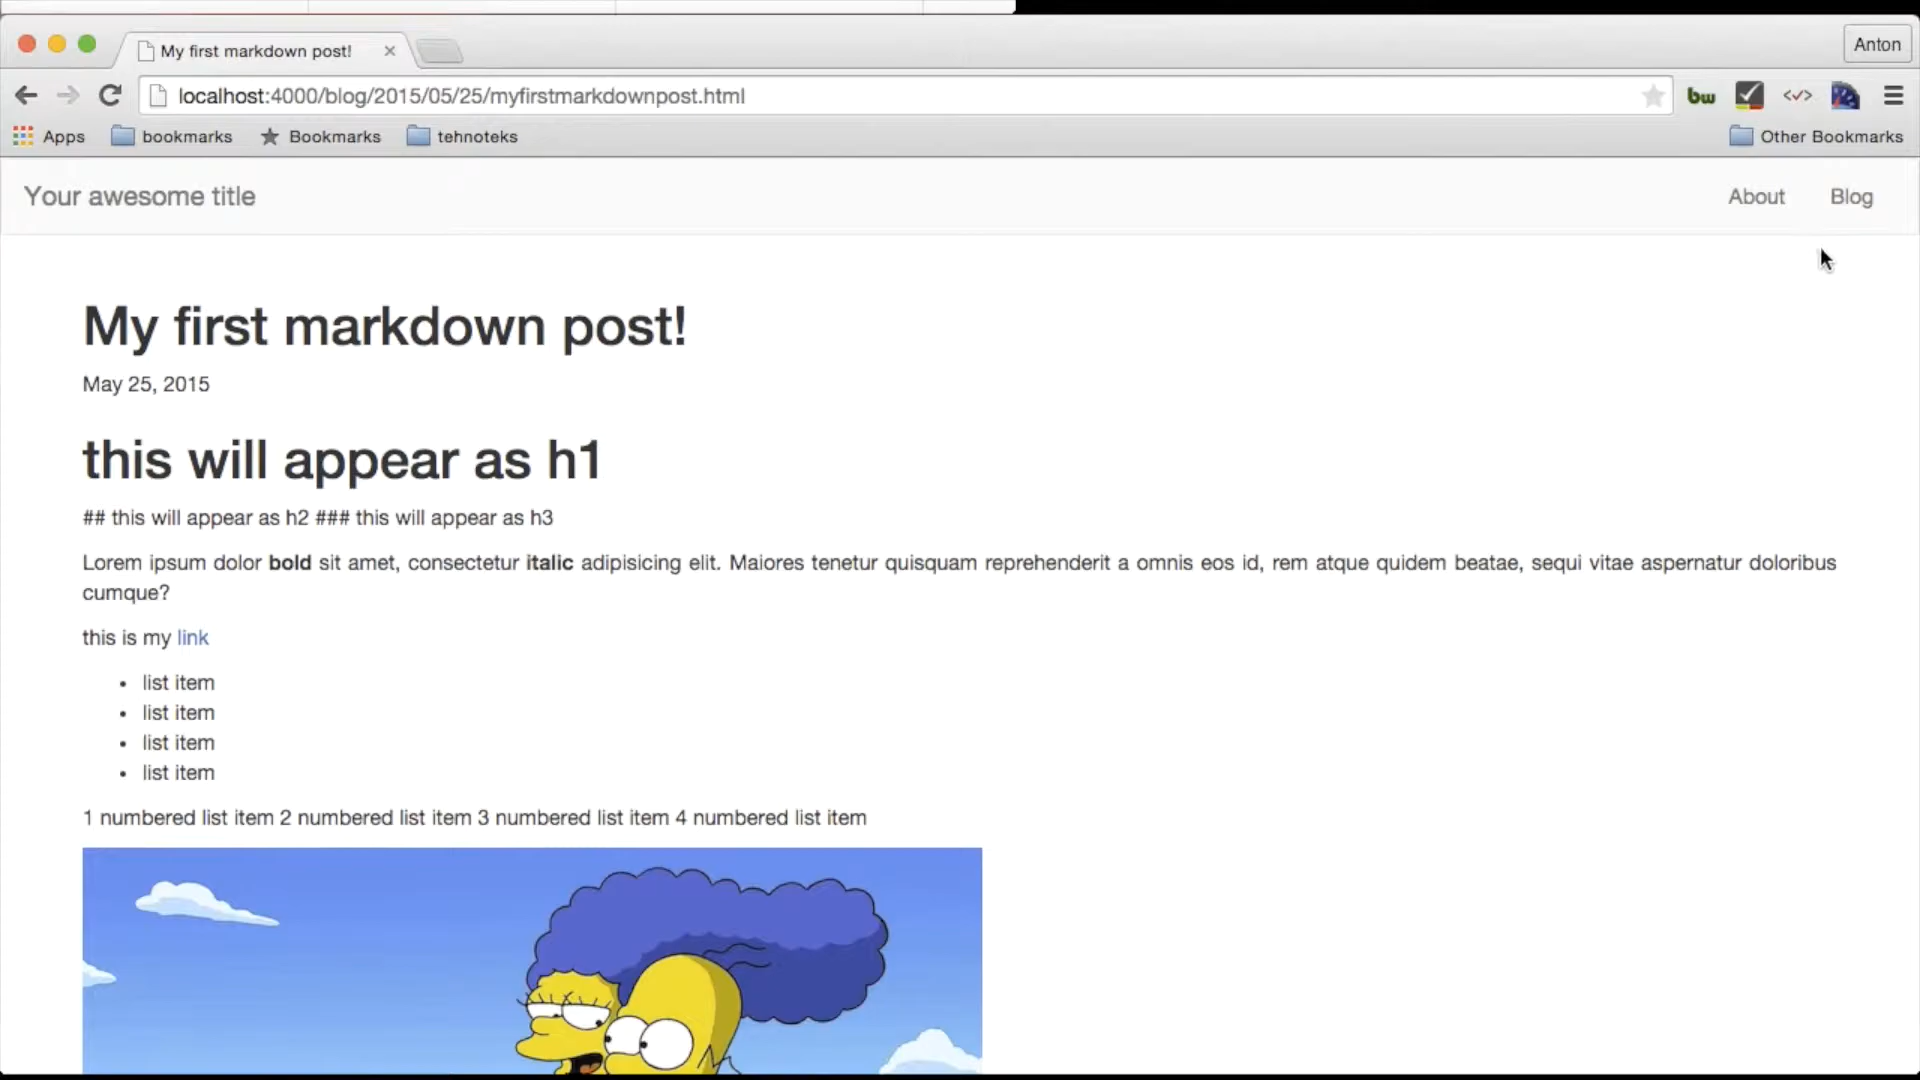 My first markdown post!
Anton
localhost:4000/blog/2015/05/25/myfirstmarkdownpost.html
bw
Apps
bookmarks
Bookmarks
tehnoteks
Other Bookmarks
Your awesome title
About
Blog
My first markdown post!
May 25, 2015
this will appear as h1
## this will appear as h2 ### this will appear as h3
Lorem ipsum dolor bold sit amet, consectetur italic adipisicing elit. Maiores tenetur quisquam reprehenderit a omnis eos id, rem atque quidem beatae, sequi vitae aspernatur doloribus
cumque?
this is my link
• list item
• list item
• list item
• list item
1 numbered list item 2 numbered list item 3 numbered list item 4 numbered list item